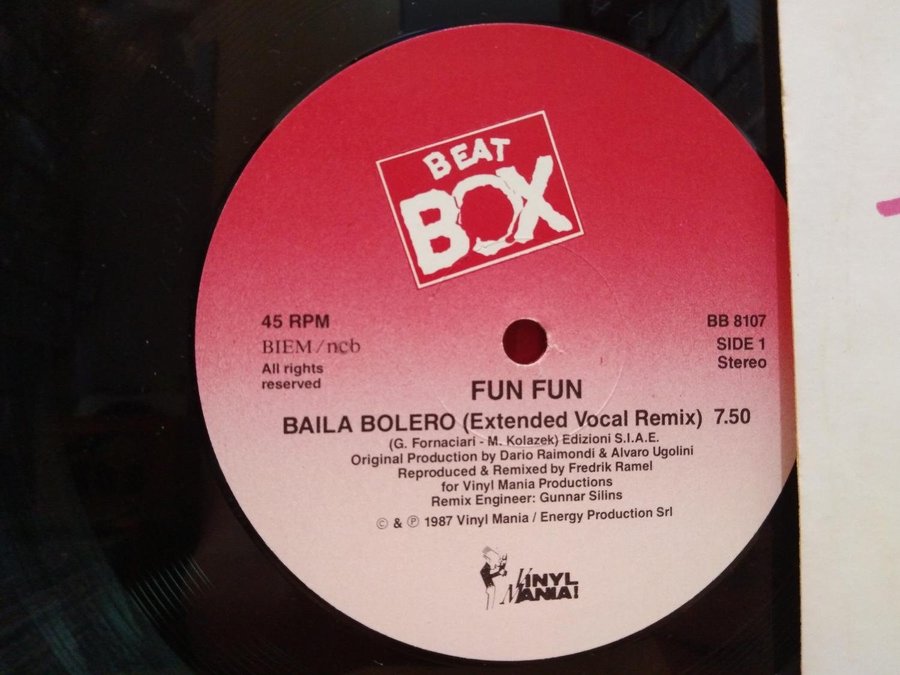 BEAT
BOX
45 RPM
BIEM/ncb
All rights
reserved
BB 8107
SIDE 1
Stereo
FUN FUN
BAILA BOLERO (Extended Vocal Remix) 7.50
(G. Fornaciari - M. Kolazek) Edizioni S.I.A.E.
Original Production by Dario Raimondi & Alvaro Ugolini
Reproduced & Remixed by Fredrik Ramel
for Vinyl Mania Productions
Remix Engineer: Gunnar Silins
© & ℗ 1987 Vinyl Mania / Energy Production Srl
VINYL
MANIA!